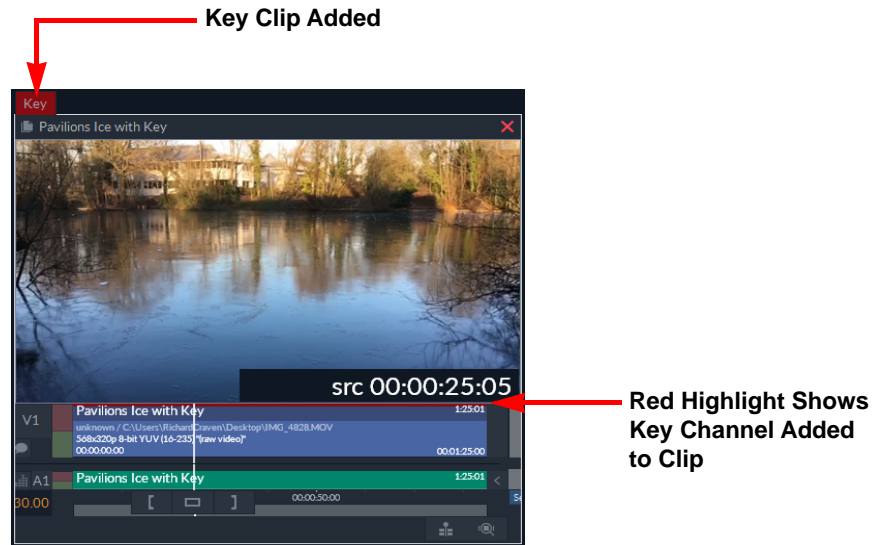 Key Clip Added
Key
Pavilions Ice with Key
src 00:00:25:05
Red Highlight Shows
Key Channel Added
to Clip
V1
Pavilions Ice with Key 1:25:01
unknown / C:\Users\RichardCraven\Desktop\IMG_4828.MOV
568x320p 8-bit YUV (16-235) "(raw video)"
00:00:00:00 00:01:25:00
A1 Pavilions Ice with Key 1:25:01 <
30.00 [ ] 00:00:50:00